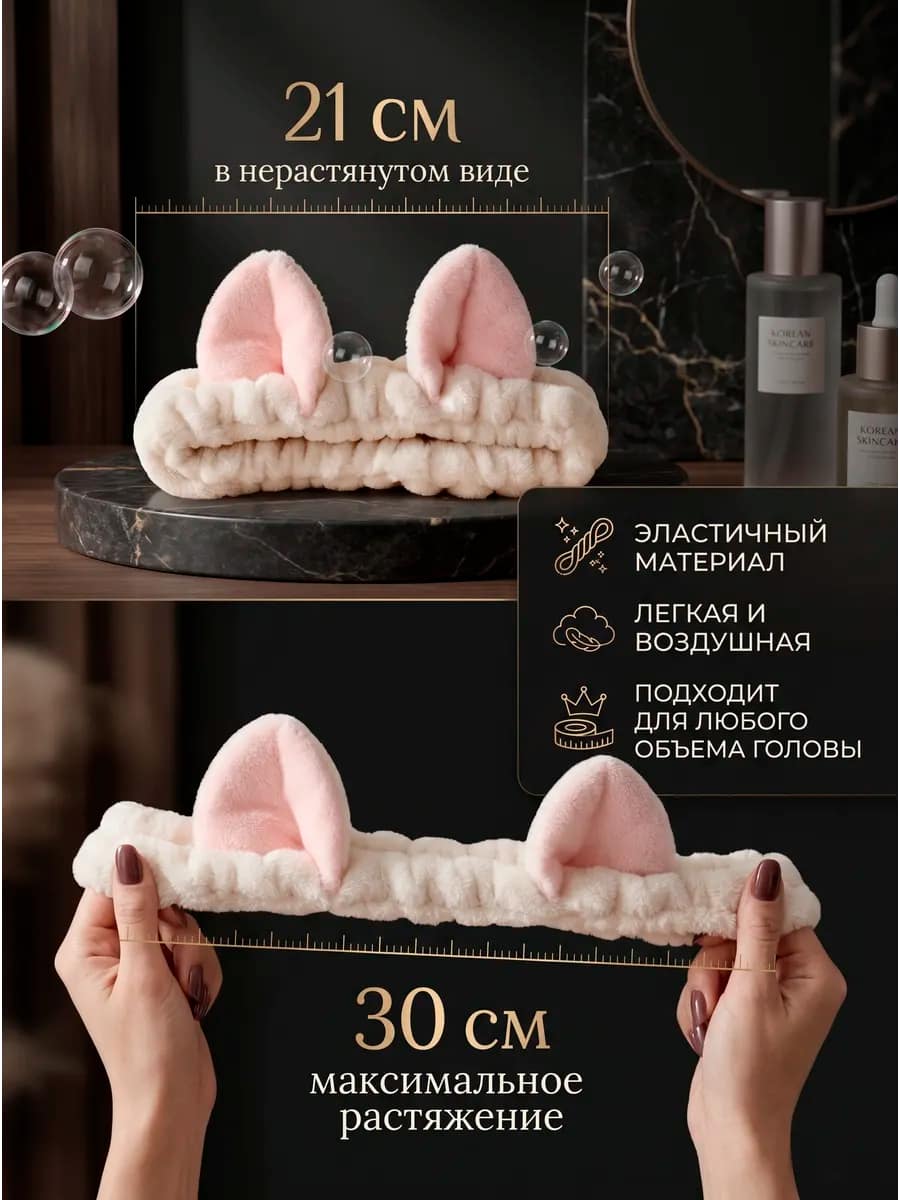 21 см
в нерастянутом виде
KOREAN
SKINCARE
KOREAN
ЭЛАСТИЧНЫЙ
МАТЕРИАЛ
ЛЕГКАЯ И
ВОЗДУШНАЯ
ПОДХОДИТ
ДЛЯ ЛЮБОГО
ОБЪЕМА ГОЛОВЫ
30 см
максимальное
растяжение